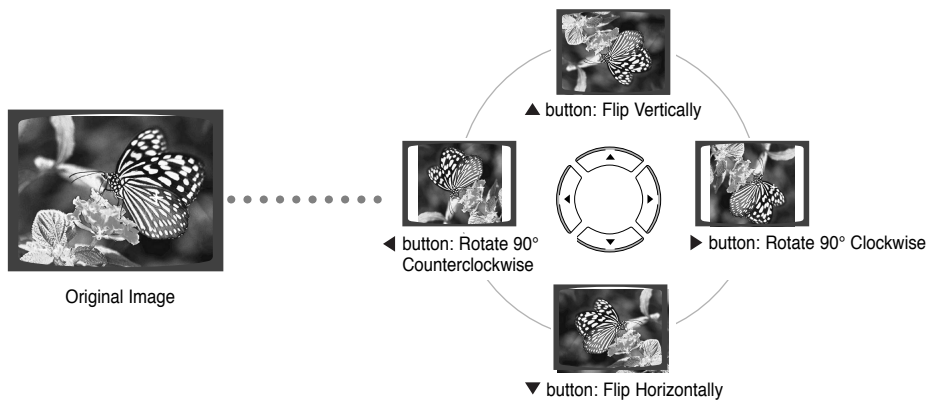 ▲ button: Flip Vertically
◀ button: Rotate 90°
Counterclockwise
▶ button: Rotate 90° Clockwise
Original Image
▼ button: Flip Horizontally